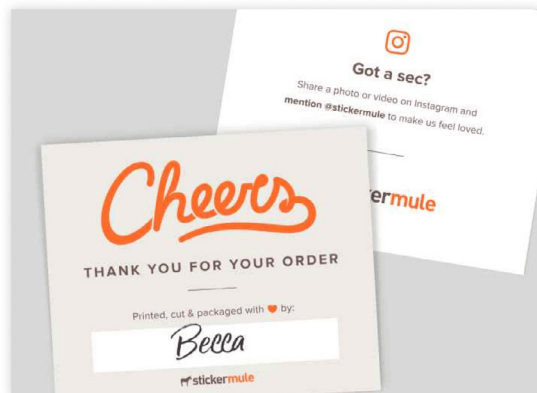 Got a sec?
Share a photo or video on Instagram and
mention @stickermule to make us feel loved.
ermule
Cheers
THANK YOU FOR YOUR ORDER
Printed, cut & packaged with by:
Becca
stickermule